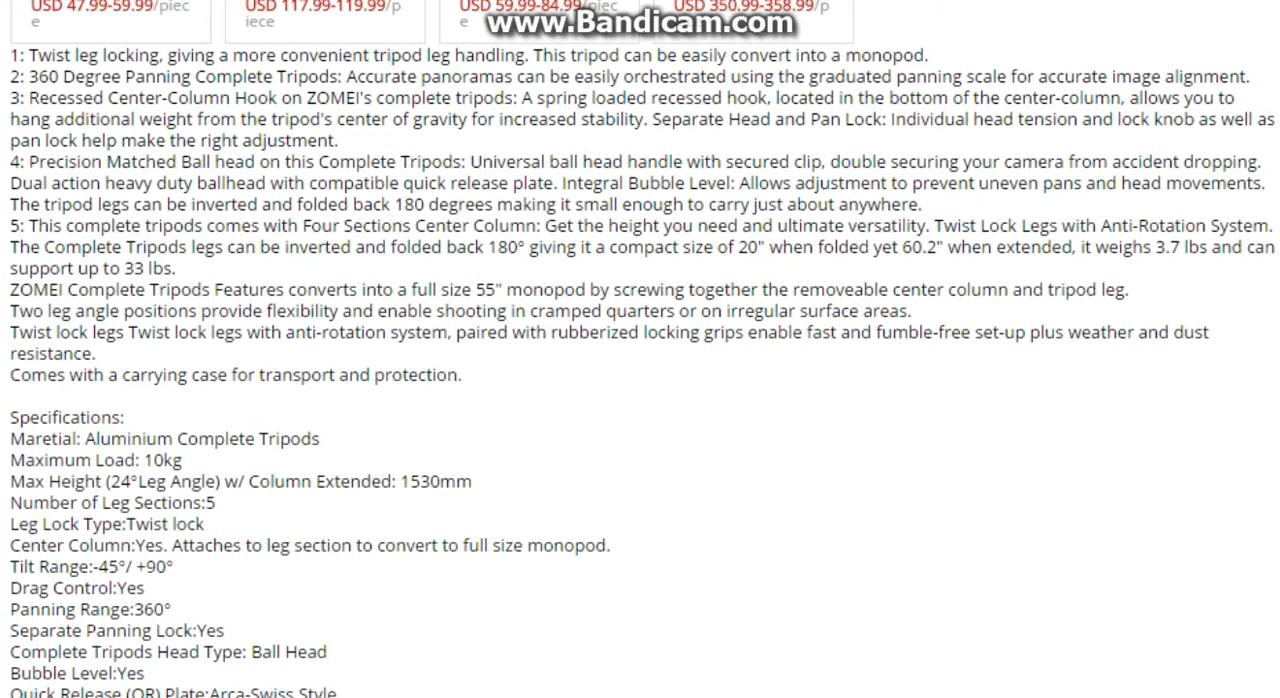 USD 47.99-59.99/piece
USD 117.99-119.99/piece
USD 59.99-84.99/piece
USD 350.99-358.99/p
www.Bandicam.com
1: Twist leg locking, giving a more convenient tripod leg handling. This tripod can be easily convert into a monopod.
2: 360 Degree Panning Complete Tripods: Accurate panoramas can be easily orchestrated using the graduated panning scale for accurate image alignment.
3: Recessed Center-Column Hook on ZOMEI's complete tripods: A spring loaded recessed hook, located in the bottom of the center-column, allows you to
hang additional weight from the tripod's center of gravity for increased stability. Separate Head and Pan Lock: Individual head tension and lock knob as well as
pan lock help make the right adjustment.
4: Precision Matched Ball head on this Complete Tripods: Universal ball head handle with secured clip, double securing your camera from accident dropping.
Dual action heavy duty ballhead with compatible quick release plate. Integral Bubble Level: Allows adjustment to prevent uneven pans and head movements.
The tripod legs can be inverted and folded back 180 degrees making it small enough to carry just about anywhere.
5: This complete tripods comes with Four Sections Center Column: Get the height you need and ultimate versatility. Twist Lock Legs with Anti-Rotation System.
The Complete Tripods legs can be inverted and folded back 180° giving it a compact size of 20" when folded yet 60.2" when extended, it weighs 3.7 lbs and can
support up to 33 lbs.
ZOMEI Complete Tripods Features converts into a full size 55" monopod by screwing together the removeable center column and tripod leg.
Two leg angle positions provide flexibility and enable shooting in cramped quarters or on irregular surface areas.
Twist lock legs Twist lock legs with anti-rotation system, paired with rubberized locking grips enable fast and fumble-free set-up plus weather and dust
resistance.
Comes with a carrying case for transport and protection.
Specifications:
Maretial: Aluminium Complete Tripods
Maximum Load: 10kg
Max Height (24°Leg Angle) w/ Column Extended: 1530mm
Number of Leg Sections:5
Leg Lock Type:Twist lock
Center Column:Yes. Attaches to leg section to convert to full size monopod.
Tilt Range:-45°/ +90°
Drag Control:Yes
Panning Range:360°
Separate Panning Lock:Yes
Complete Tripods Head Type: Ball Head
Bubble Level:Yes
Quick Release (QR) Plate:Arca-Swiss Style